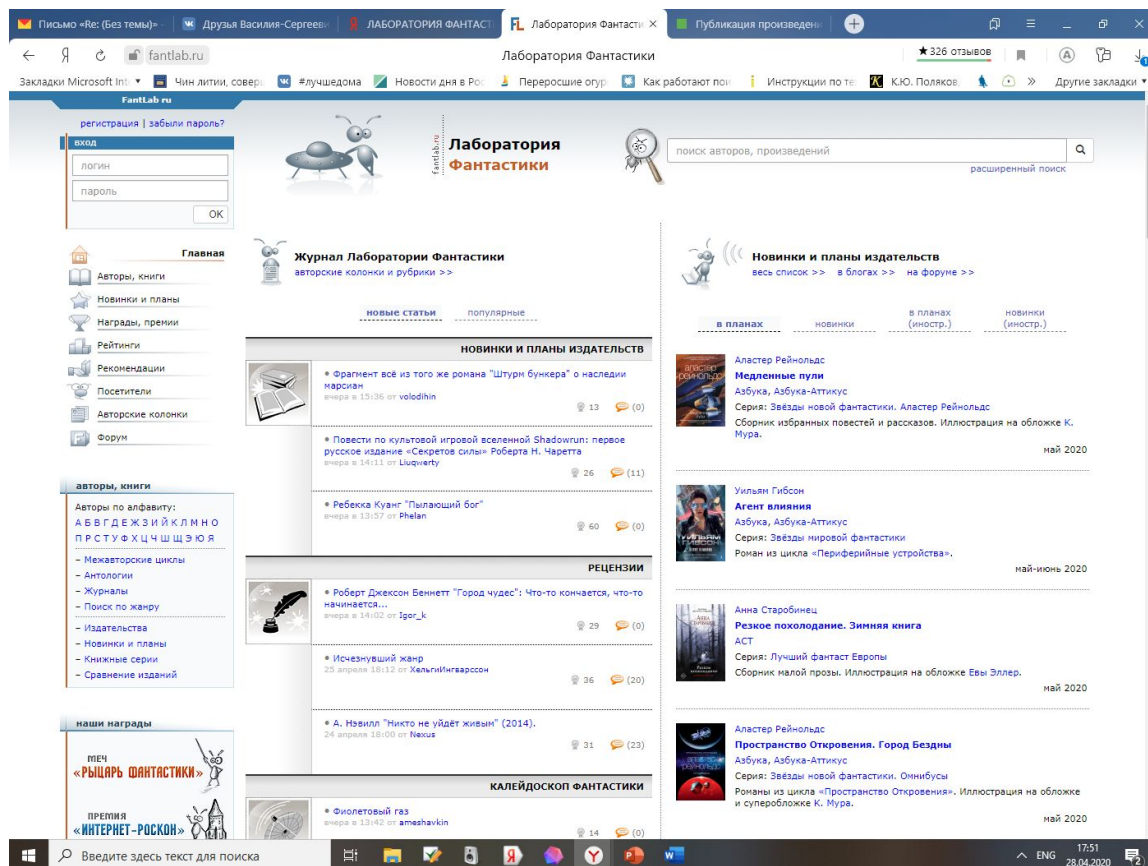 Письмо «Re: (Без темы)» -
Друзья Василия-Сергееви
ЛАБОРАТОРИЯ ФАНТАСТ
Лаборатория Фантасти
Публикация произведени
fantlab.ru
Лаборатория Фантастики
★326 отзывов
Закладки Microsoft Int
Чин литии, соверш
#лучшедома
Новости дня в Рос
Переросшие огур
Как работают пои
Инструкции по те
К.Ю. Поляков,
»
Другие закладки
FantLab ru
регистрация | забыли пароль?
вход
логин
пароль
OK
Главная
Авторы, книги
Новинки и планы
Награды, премии
Рейтинги
Рекомендации
Посетители
Авторские колонки
Форум
авторы, книги
Авторы по алфавиту:
А Б В Г Д Е Ж З И Й К Л М Н О
П Р С Т У Ф Х Ц Ч Ш Щ Э Ю Я
– Межавторские циклы
– Антологии
– Журналы
– Поиск по жанру
– Издательства
– Новинки и планы
– Книжные серии
– Сравнение изданий
наши награды
МЕЧ
«РЫЦАРЬ ФАНТАСТИКИ»
ПРЕМИЯ
«ИНТЕРНЕТ-РОСКОН»
fantlab.ru
Лаборатория
Фантастики
поиск авторов, произведений
расширенный поиск
Журнал Лаборатории Фантастики
авторские колонки и рубрики >>
новые статьи популярные
НОВИНКИ И ПЛАНЫ ИЗДАТЕЛЬСТВ
• Фрагмент всё из того же романа "Штурм бункера" о наследии
марсиан
вчера в 15:36 от volodihin
13 (0)
• Повести по культовой игровой вселенной Shadowrun: первое
русское издание «Секретов силы» Роберта Н. Чаретта
вчера в 14:11 от Liuqwerty
26 (11)
• Ребекка Куанг "Пылающий бог"
вчера в 13:57 от Phelan
60 (0)
РЕЦЕНЗИИ
• Роберт Джексон Беннетт "Город чудес": Что-то кончается, что-то
начинается...
вчера в 14:02 от Igor_k
29 (0)
• Исчезнувший жанр
25 апреля 18:12 от ХельгиИнгварссон
36 (20)
• А. Нэвилл "Никто не уйдёт живым" (2014).
24 апреля 18:00 от Nexus
31 (23)
КАЛЕЙДОСКОП ФАНТАСТИКИ
• Фиолетовый газ
вчера в 13:42 от ameshavkin
14 (0)
Новинки и планы издательств
весь список >> в блогах >> на форуме >>
в планах новинки в планах (иностр.) новинки (иностр.)
Аластер Рейнольдс
Медленные пули
Азбука, Азбука-Аттикус
Серия: Звёзды новой фантастики. Аластер Рейнольдс
Сборник избранных повестей и рассказов. Иллюстрация на обложке К.
Мура.
май 2020
Уильям Гибсон
Агент влияния
Азбука, Азбука-Аттикус
Серия: Звёзды мировой фантастики
Роман из цикла «Периферийные устройства».
май-июнь 2020
Анна Старобинец
Резкое похолодание. Зимняя книга
АСТ
Серия: Лучший фантаст Европы
Сборник малой прозы. Иллюстрация на обложке Евы Эллер.
май 2020
Аластер Рейнольдс
Пространство Откровения. Город Бездны
Азбука, Азбука-Аттикус
Серия: Звёзды новой фантастики. Омнибусы
Романы из цикла «Пространство Откровения». Иллюстрация на обложке
и суперобложке К. Мура.
май 2020
Введите здесь текст для поиска
ENG
17:51
28.04.2020